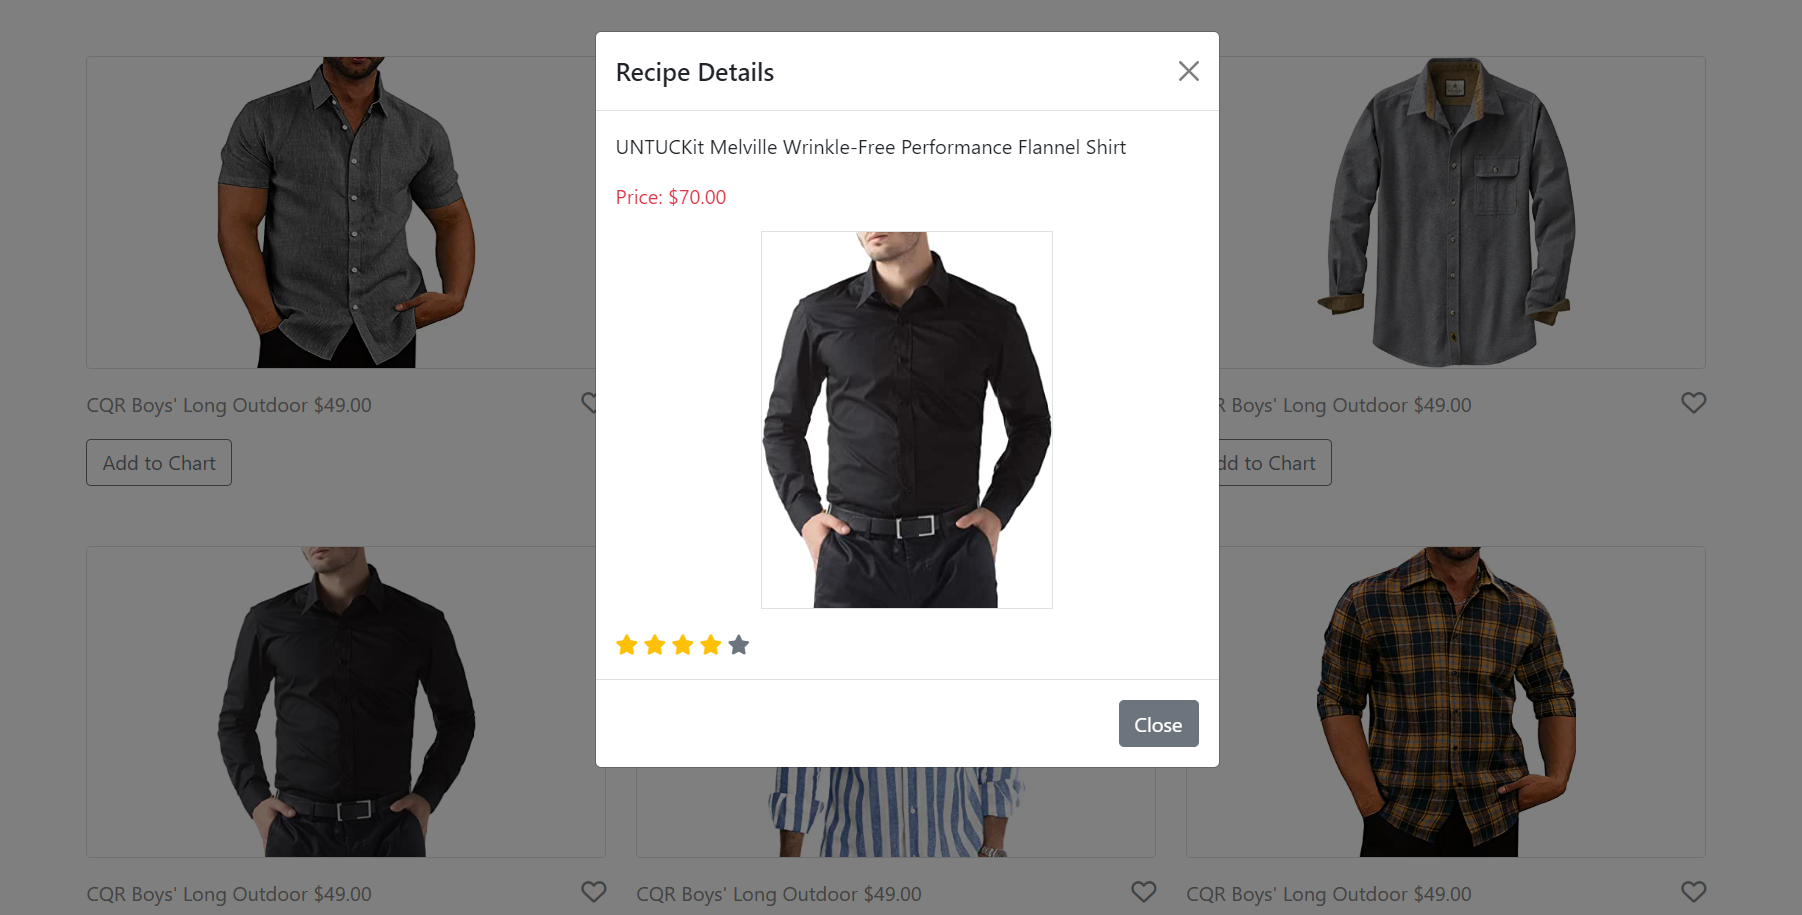 Recipe Details
UNTUCKit Melville Wrinkle-Free Performance Flannel Shirt
Price: $70.00
Close
CQR Boys' Long Outdoor $49.00
Boys' Long Outdoor $49.00
Add to Chart
to Chart
CQR Boys' Long Outdoor $49.00
CQR Boys' Long Outdoor $49.00
CQR Boys' Long Outdoor $49.00